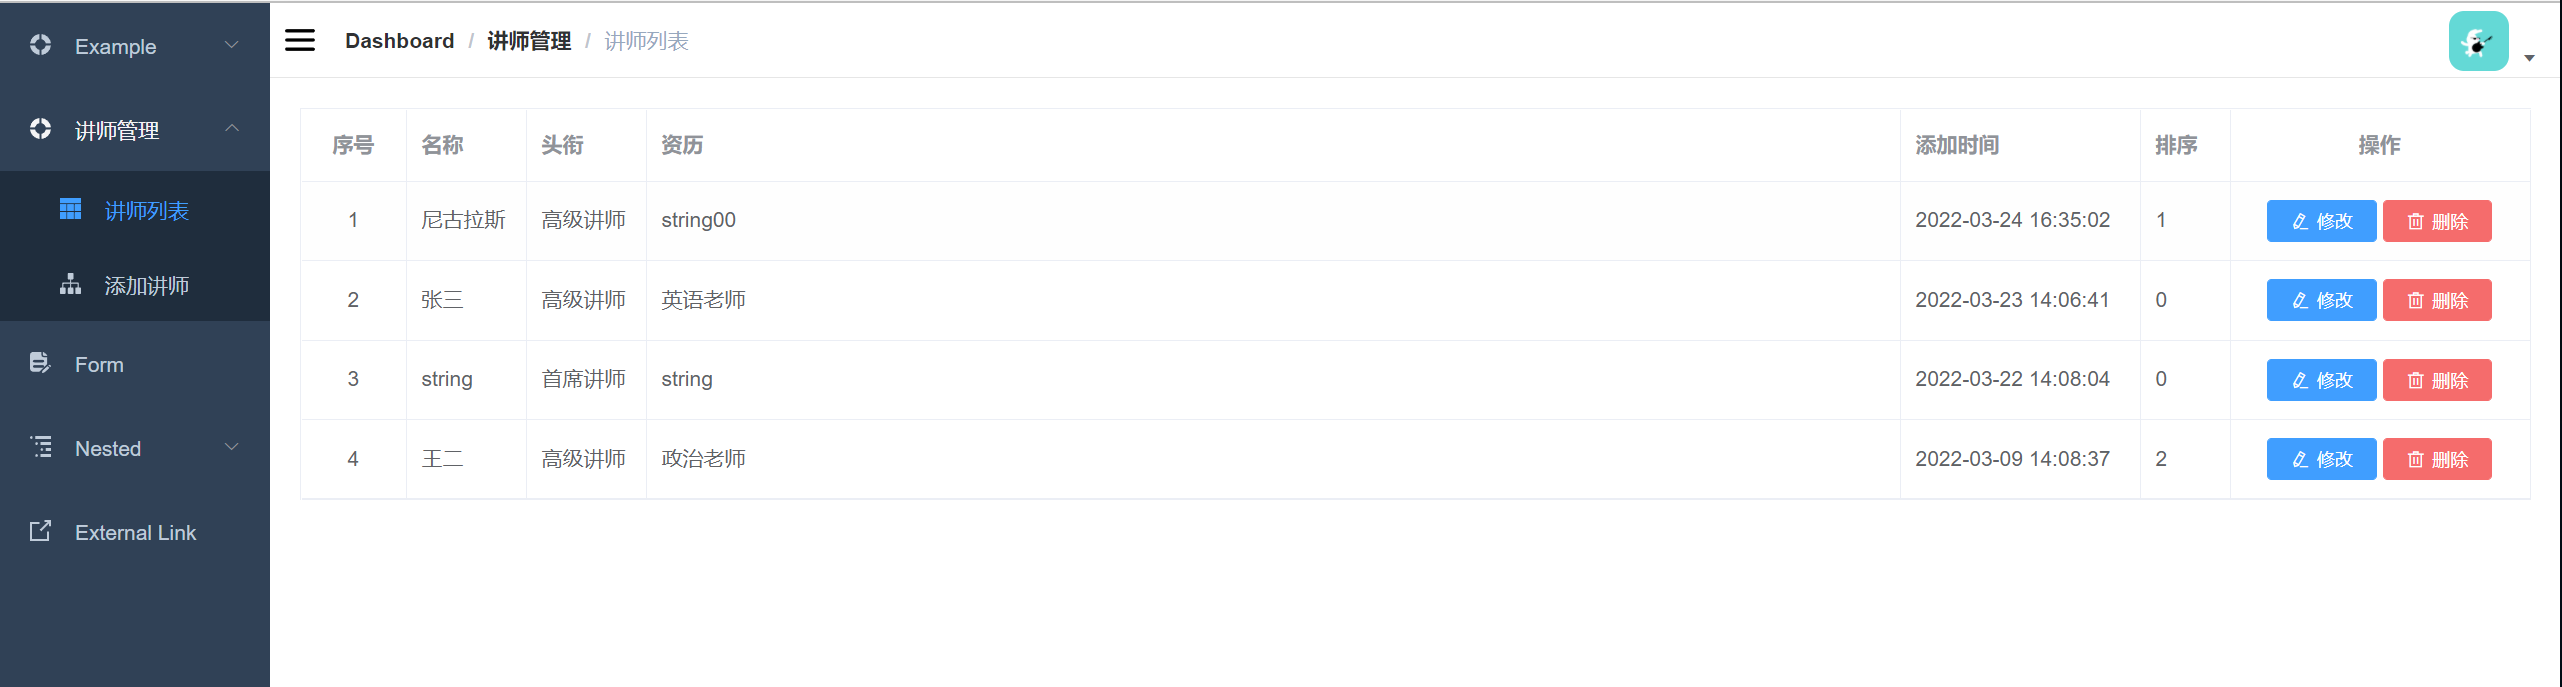 Example
讲师管理
讲师列表
添加讲师
Form
Nested
External Link
Dashboard / 讲师管理 / 讲师列表
序号 名称 头衔 资历 添加时间 排序 操作
1 尼古拉斯 高级讲师 string00 2022-03-24 16:35:02 1 修改 删除
2 张三 高级讲师 英语老师 2022-03-23 14:06:41 0 修改 删除
3 string 首席讲师 string 2022-03-22 14:08:04 0 修改 删除
4 王二 高级讲师 政治老师 2022-03-09 14:08:37 2 修改 删除